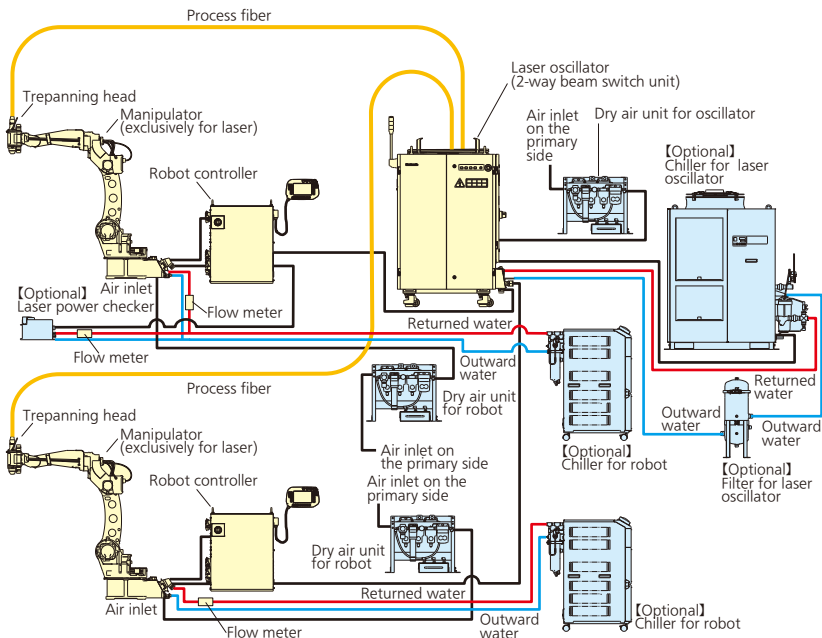 Process fiber
Laser oscillator
(2-way beam switch unit)
Trepanning head
Manipulator
(exclusively for laser)
Air inlet
on the
primary
side
Dry air unit for oscillator
【Optional】
Chiller for laser
oscillator
Robot controller
Air inlet
【Optional】
Laser power checker
Flow meter
Flow meter
Returned water
Outward
water
Process fiber
Dry air unit
for robot
Returned
water
Outward
water
Outward
water
Trepanning head
Manipulator
(exclusively for laser)
Air inlet on
the primary side
【Optional】
Chiller for robot
【Optional】
Filter for laser
oscillator
Robot controller
Air inlet on the
primary side
Dry air unit
for robot
Air inlet
Returned water
Flow meter
Outward
water
【Optional】
Chiller for robot